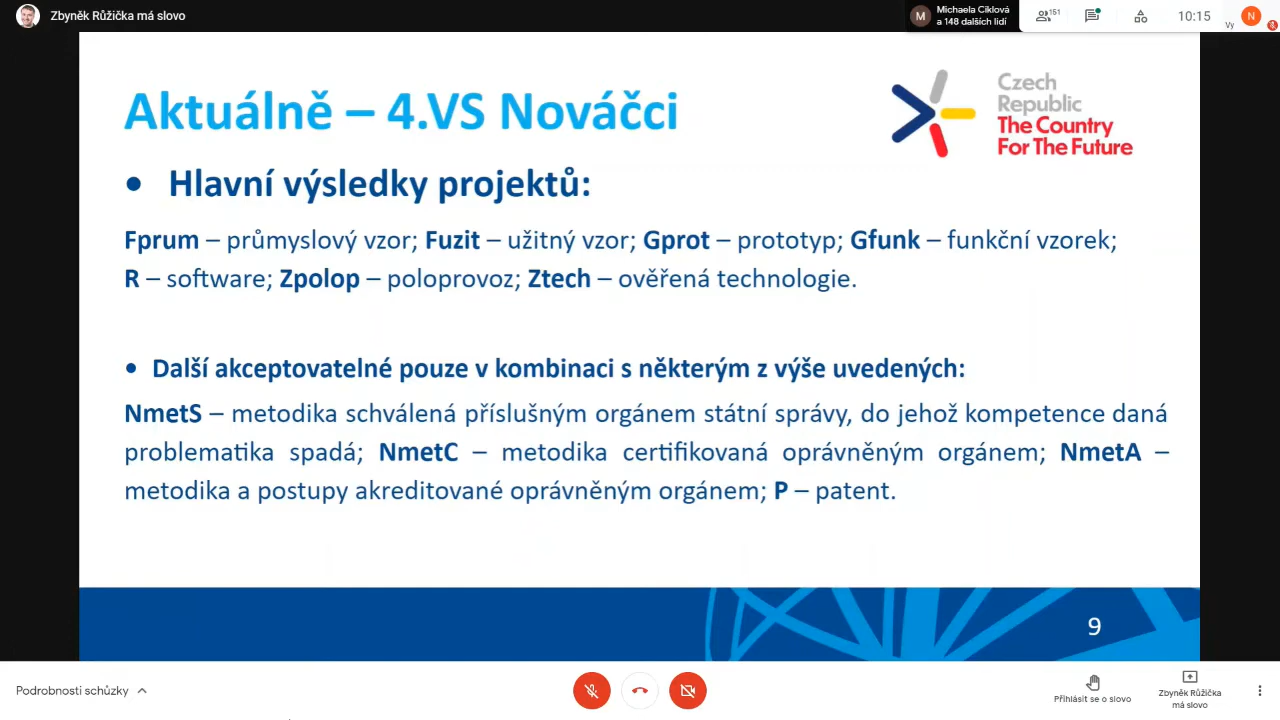 Zbyněk Růžička má slovo
M
Michaela Ciklová
a 148 dalších lidí
151
10:15
Vy
N
Aktuálně – 4.VS Nováčci
Czech
Republic
The Country
For The Future
• Hlavní výsledky projektů:
Fprum – průmyslový vzor; Fuzit – užitný vzor; Gprot – prototyp; Gfunk – funkční vzorek;
R – software; Zpolop – poloprovoz; Ztech – ověřená technologie.
• Další akceptovatelné pouze v kombinaci s některým z výše uvedených:
NmetS – metodika schválená příslušným orgánem státní správy, do jehož kompetence daná
problematika spadá; NmetC – metodika certifikovaná oprávněným orgánem; NmetA –
metodika a postupy akreditované oprávněným orgánem; P – patent.
9
Podrobnosti schůzky
Přihlásit se o slovo
Zbyněk Růžička
má slovo